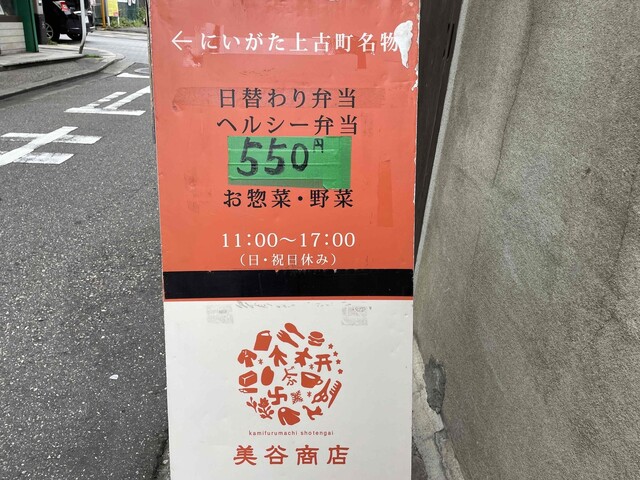 ←にいがた上古町名物
日替わり弁当
ヘルシー弁当
550円
お惣菜・野菜
11:00〜17:00
(日・祝日休み)
kamifurumachi shotengai
美谷商店